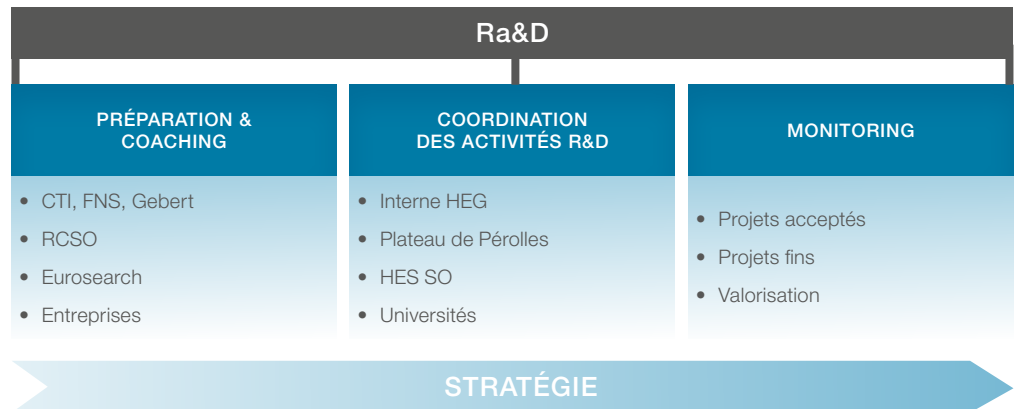 Ra&D
PRÉPARATION &
COACHING
• CTI, FNS, Gebert
• RCSO
• Eurosearch
• Entreprises
COORDINATION
DES ACTIVITÉS R&D
• Interne HEG
• Plateau de Pérolles
• HES SO
• Universités
MONITORING
• Projets acceptés
• Projets fins
• Valorisation
STRATÉGIE